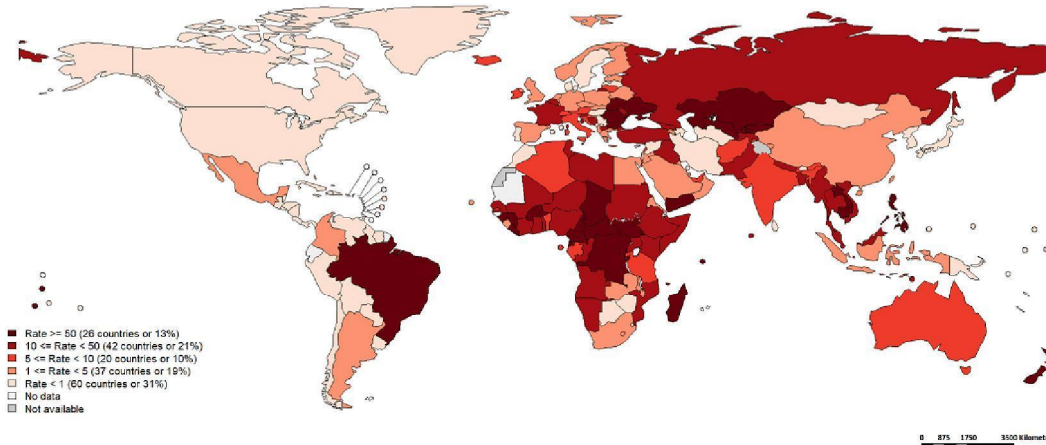 Rate >= 50 (26 countries or 13%)
10 <= Rate < 50 (42 countries or 21%)
5 <= Rate < 10 (20 countries or 10%)
1 <= Rate < 5 (37 countries or 19%)
Rate < 1 (60 countries or 31%)
No data
Not available
0 875 1750 3500 Kilomet